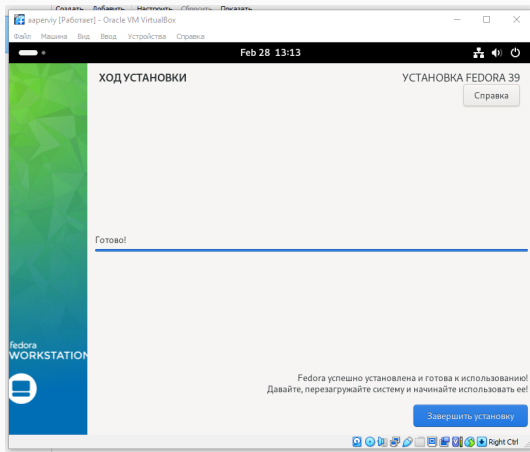 Создать Добавить Настроить Сбросить Показать
aaperviy [Работает] - Oracle VM VirtualBox
Файл Машина Вид Ввод Устройства Справка
Feb 28 13:13
ХОД УСТАНОВКИ
УСТАНОВКА FEDORA 39
Справка
Готово!
fedora
WORKSTATION
Fedora успешно установлена и готова к использованию!
Давайте, перезагружайте систему и начинайте использовать ее!
Завершить установку
Right Ctrl